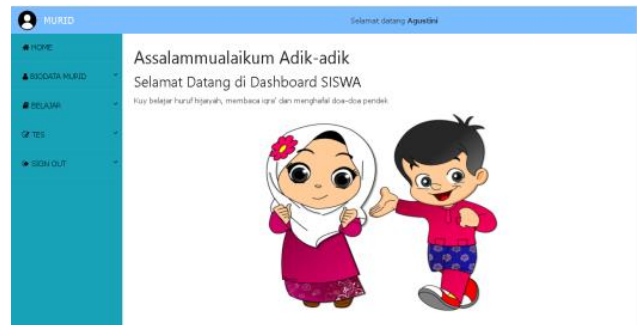 MURID
Selamat datang Agustini
HOME
BIODATA MURID
BELAJAR
TES
SIGN OUT
Assalammualaikum Adik-adik
Selamat Datang di Dashboard SISWA
Kuy belajar huruf hijaiyah, membaca iqra' dan menghafal doa-doa pendek